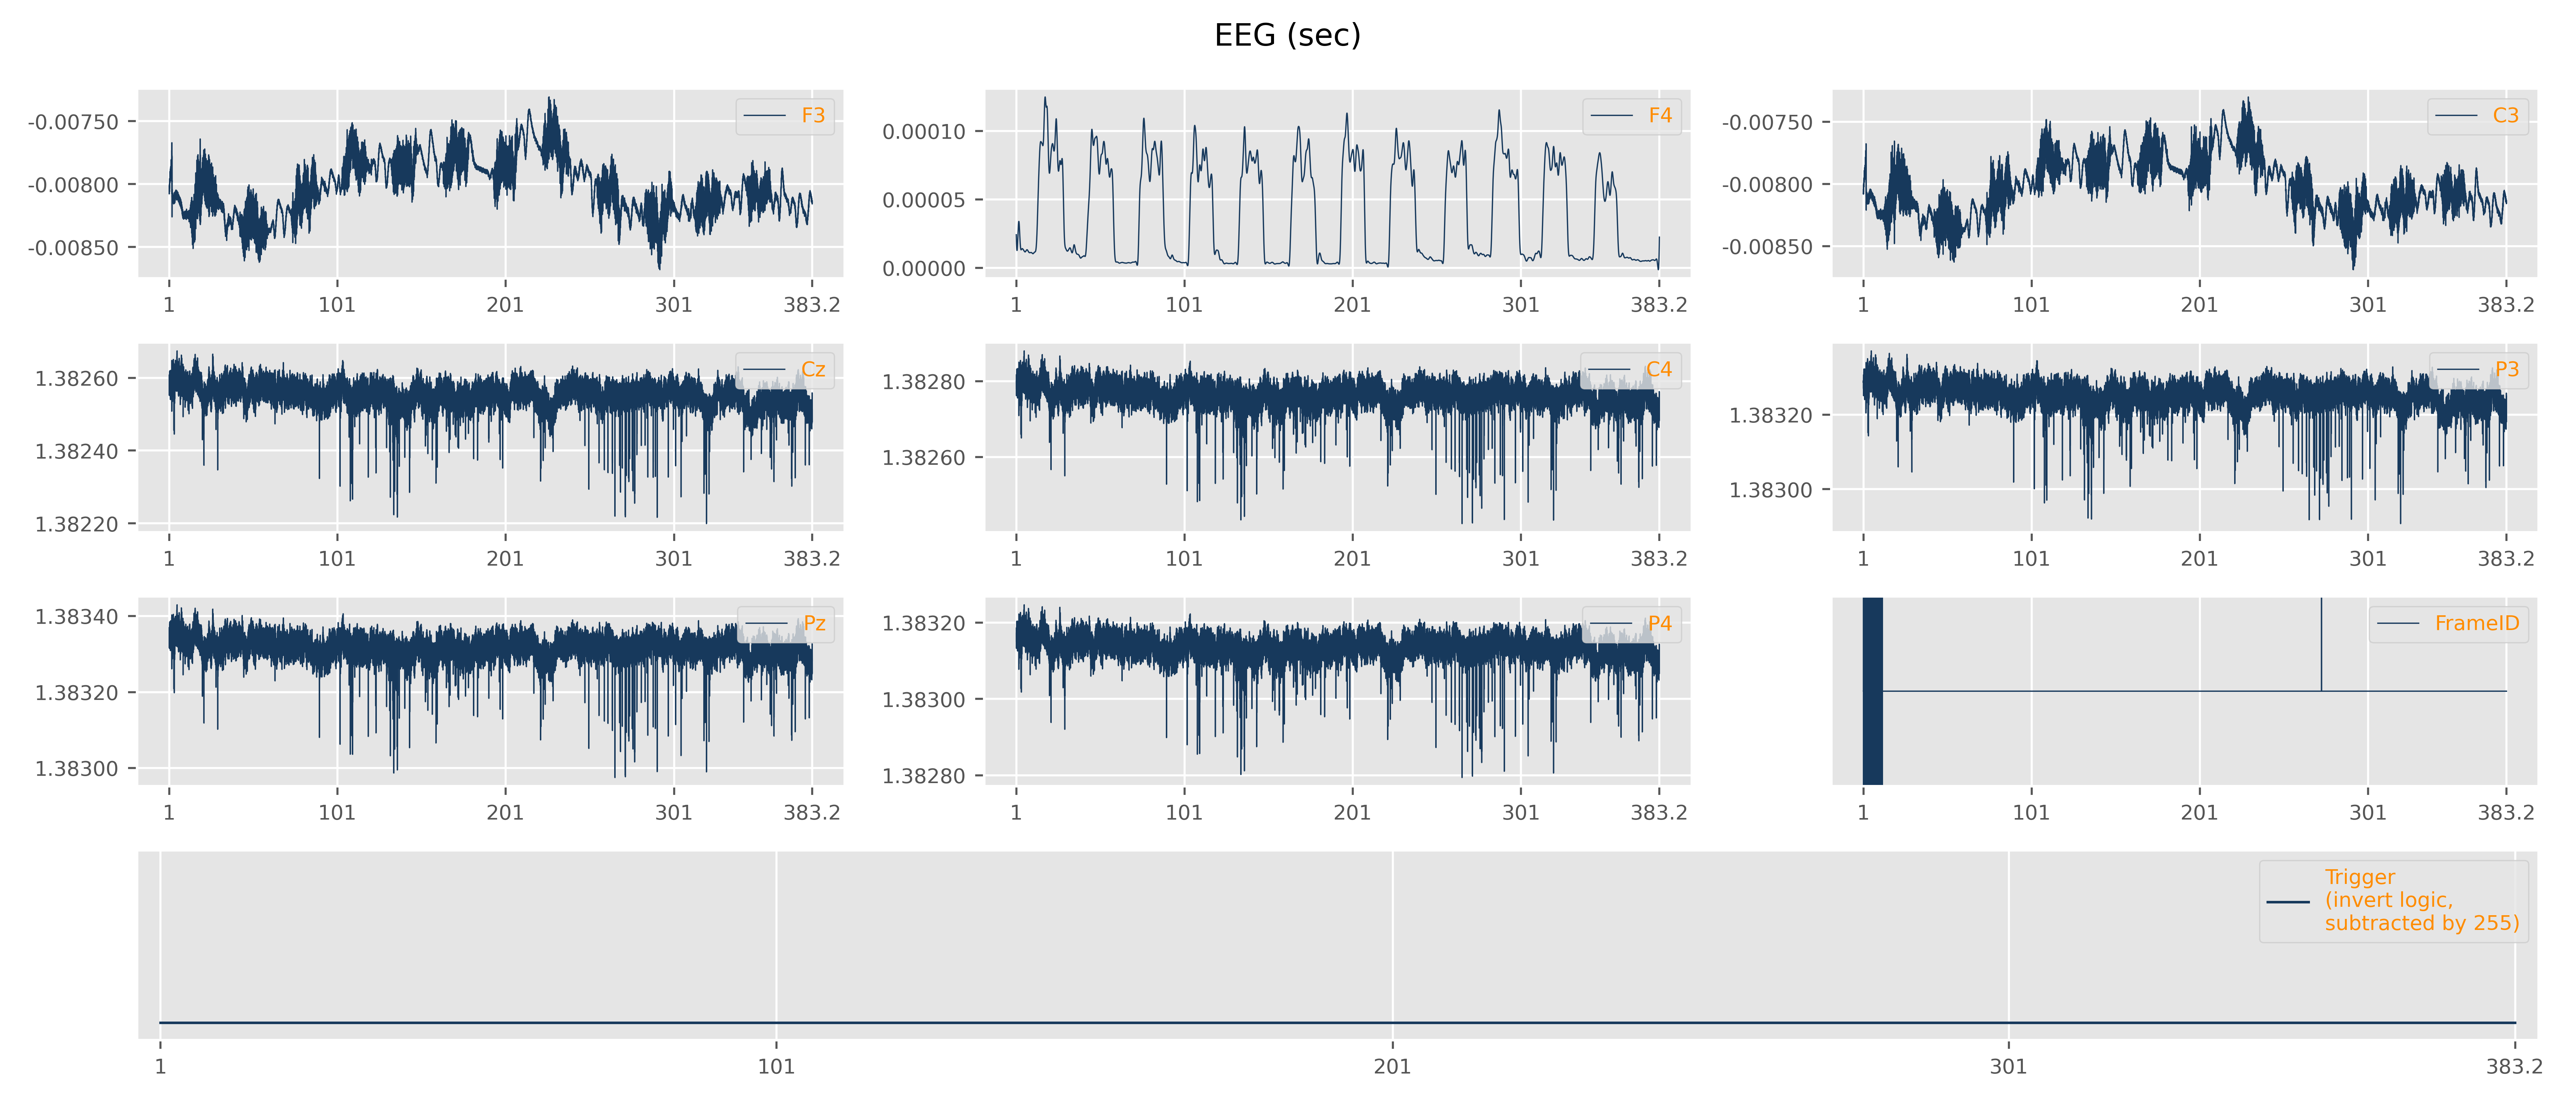 EEG (sec)
F3
-0.00750
-0.00800
-0.00850
1 101 201 301 383.2
F4
0.00010
0.00005
0.00000
1 101 201 301 383.2
C3
-0.00750
-0.00800
-0.00850
1 101 201 301 383.2
Cz
1.38260
1.38240
1.38220
1 101 201 301 383.2
C4
1.38280
1.38260
1 101 201 301 383.2
P3
1.38320
1.38300
1 101 201 301 383.2
Pz
1.38340
1.38320
1.38300
1 101 201 301 383.2
P4
1.38320
1.38300
1.38280
1 101 201 301 383.2
FrameID
1 101 201 301 383.2
Trigger
(invert logic,
subtracted by 255)
1 101 201 301 383.2